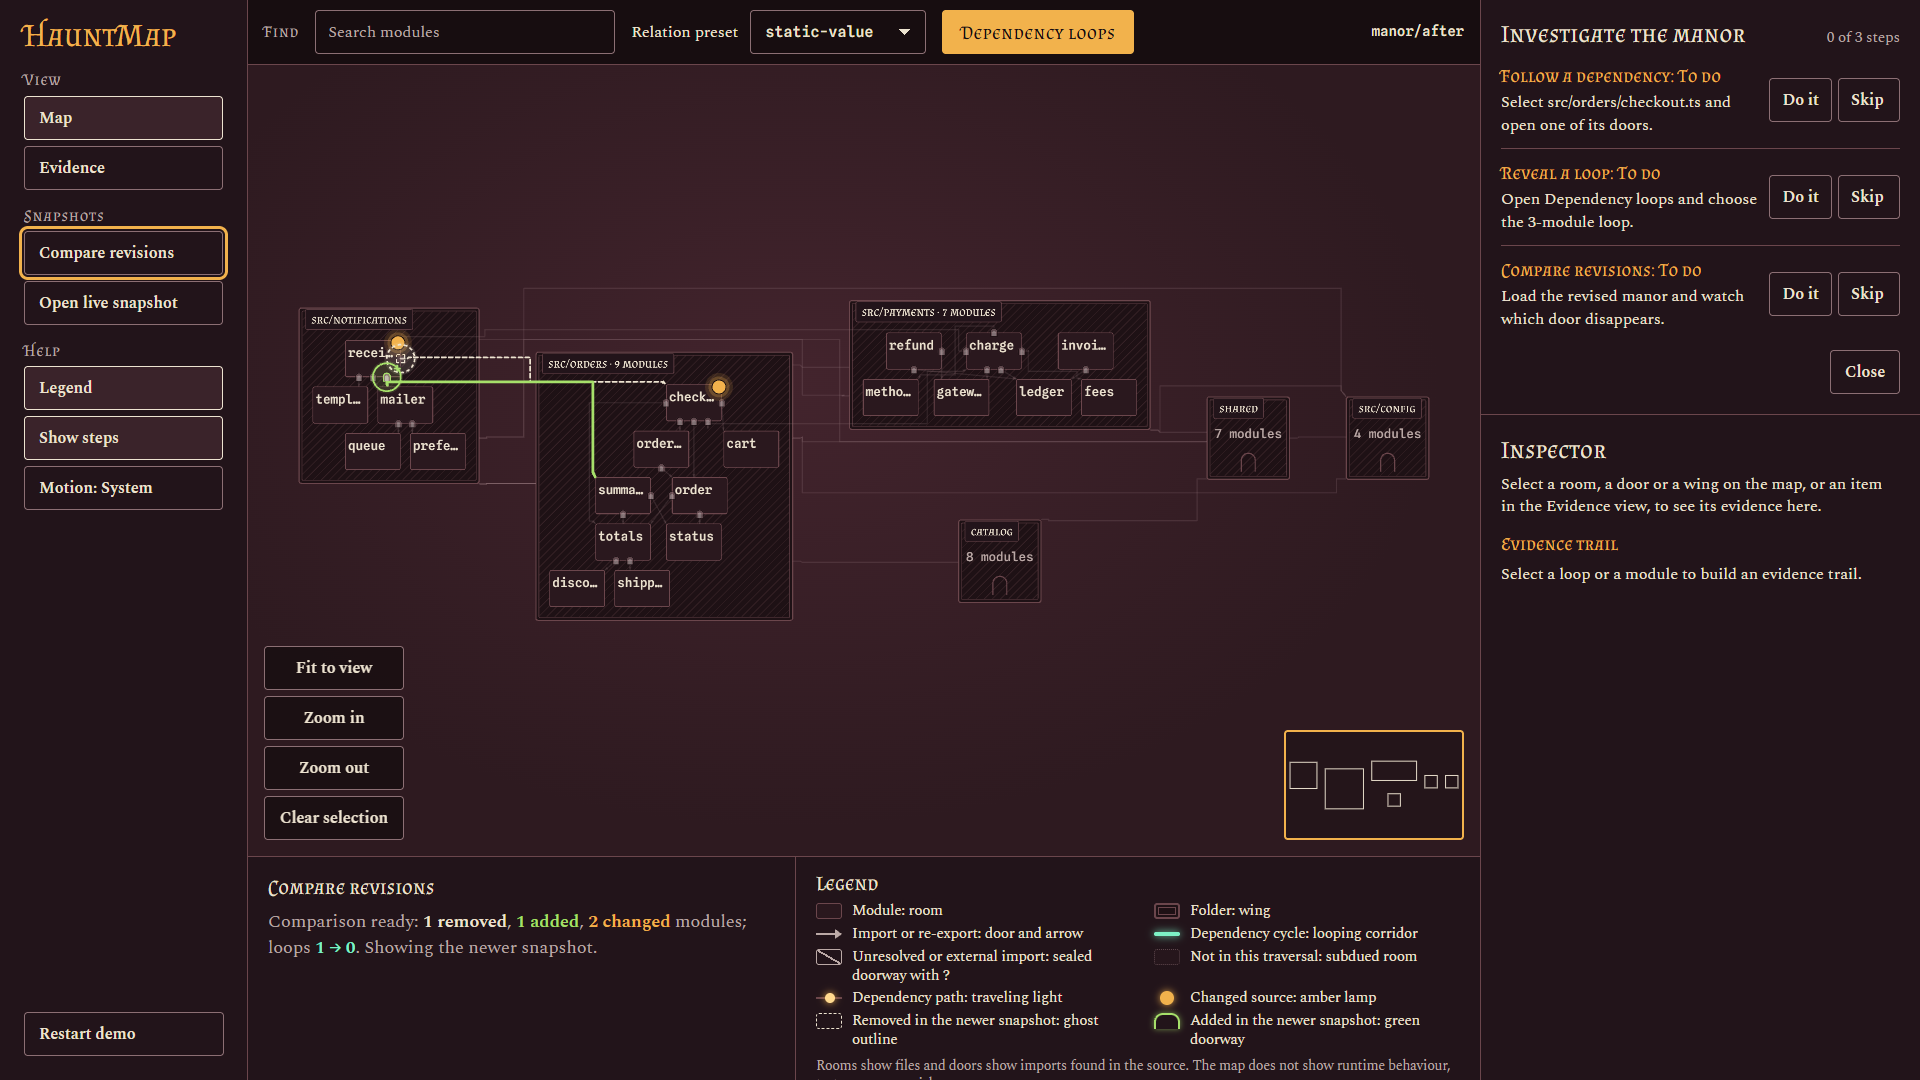 HauntMap
View
Map
Evidence
Snapshots
Compare revisions
Open live snapshot
Help
Legend
Show steps
Motion: System
Restart demo
Find
Search modules
Relation preset
static-value
Dependency loops
manor/after
src/notifications
recei…
templ…
mailer
queue
prefe…
src/orders · 9 modules
check…
order…
cart
summa…
order
totals
status
disco…
shipp…
src/payments · 7 modules
refund
charge
invoi…
metho…
gatew…
ledger
fees
shared
7 modules
src/config
4 modules
catalog
8 modules
Fit to view
Zoom in
Zoom out
Clear selection
Compare revisions
Comparison ready: 1 removed, 1 added, 2 changed modules;
loops 1 → 0. Showing the newer snapshot.
Legend
Module: room
Folder: wing
Import or re-export: door and arrow
Dependency cycle: looping corridor
Unresolved or external import: sealed
doorway with ?
Not in this traversal: subdued room
Dependency path: traveling light
Changed source: amber lamp
Removed in the newer snapshot: ghost
outline
Added in the newer snapshot: green
doorway
Rooms show files and doors show imports found in the source. The map does not show runtime behaviour,
Investigate the manor
0 of 3 steps
Follow a dependency: To do
Select src/orders/checkout.ts and
open one of its doors.
Do it
Skip
Reveal a loop: To do
Open Dependency loops and choose
the 3-module loop.
Do it
Skip
Compare revisions: To do
Load the revised manor and watch
which door disappears.
Do it
Skip
Close
Inspector
Select a room, a door or a wing on the map, or an item
in the Evidence view, to see its evidence here.
Evidence trail
Select a loop or a module to build an evidence trail.